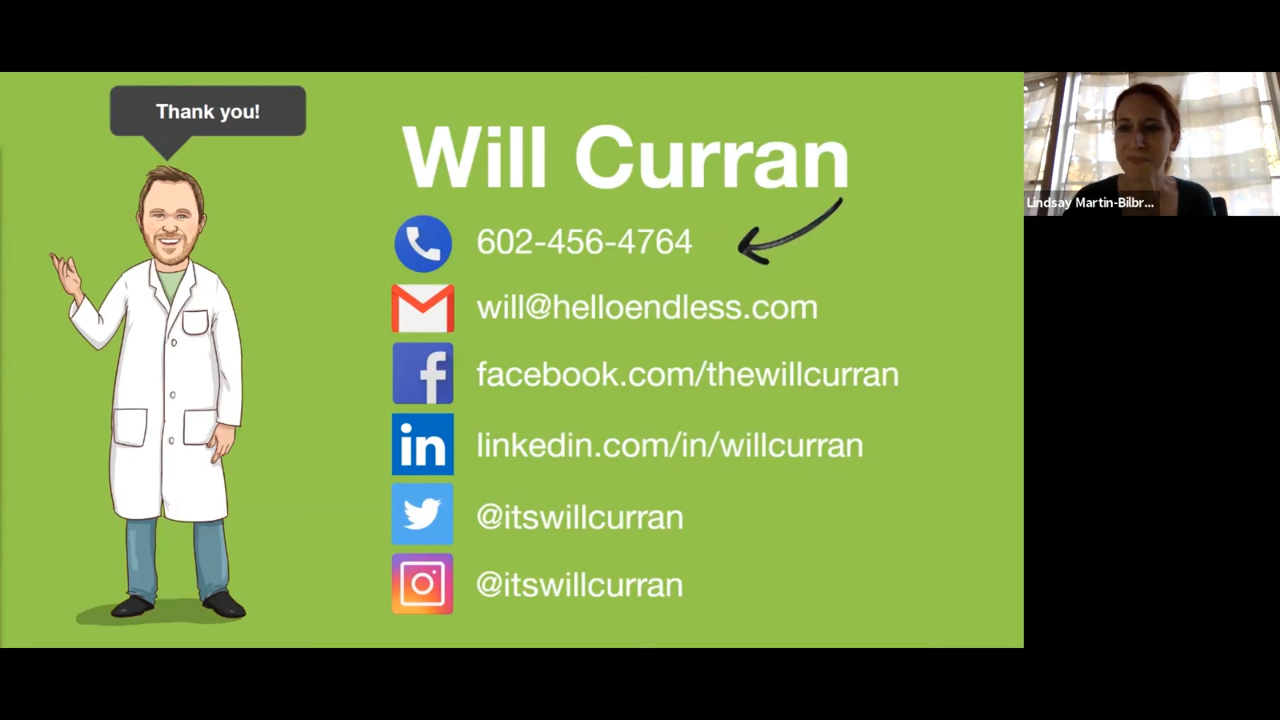 Thank you!
Will Curran
602-456-4764
will@helloendless.com
facebook.com/thewillcurran
linkedin.com/in/willcurran
@itswillcurran
@itswillcurran
Lindsay Martin-Bilbr...